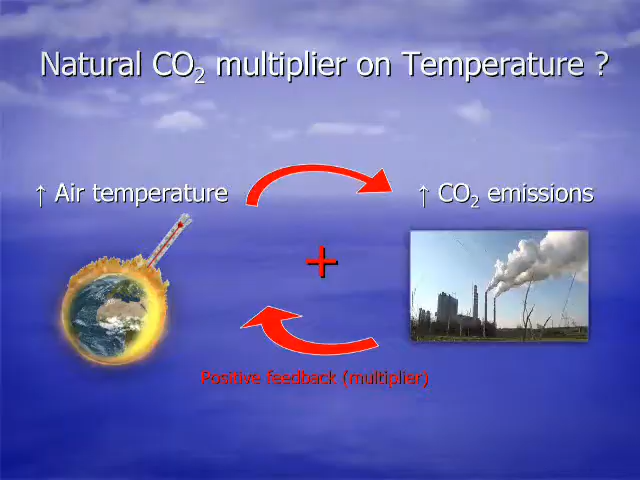 Natural CO₂ multiplier on Temperature ?
↑ Air temperature
↑ CO₂ emissions
+
Positive feedback (multiplier)